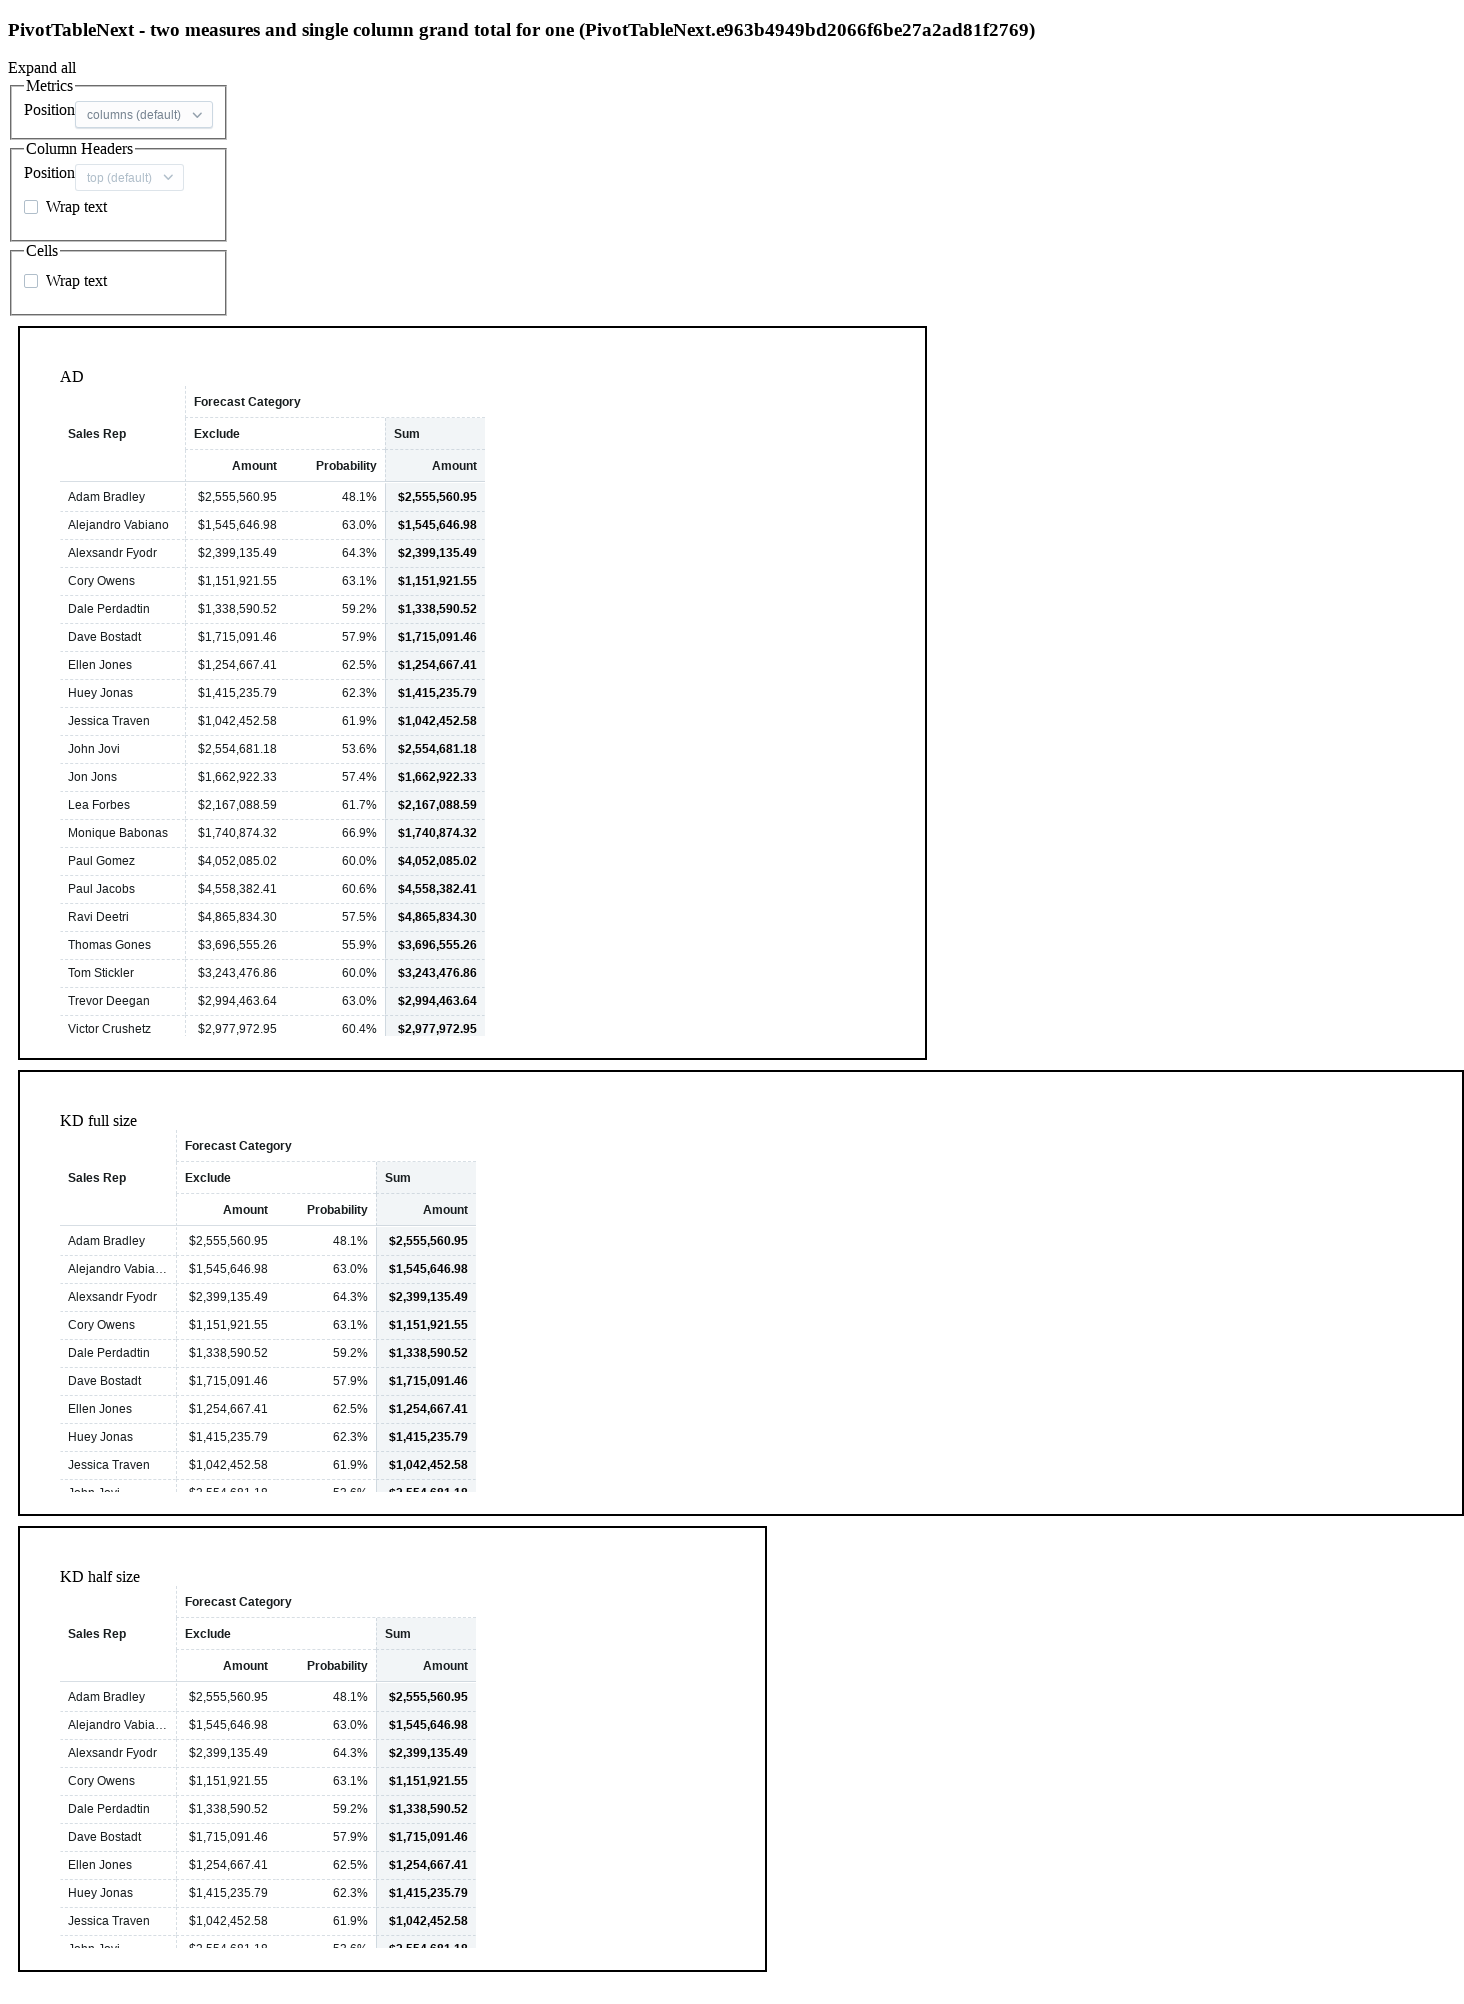 PivotTableNext - two measures and single column grand total for one (PivotTableNext.e963b4949bd2066f6be27a2ad81f2769)
Expand all
Metrics
Position columns (default)
Column Headers
Position top (default)
Wrap text
Cells
Wrap text
AD
Forecast Category
Sales Rep Exclude Sum
Amount Probability Amount
Adam Bradley $2,555,560.95 48.1% $2,555,560.95
Alejandro Vabiano $1,545,646.98 63.0% $1,545,646.98
Alexsandr Fyodr $2,399,135.49 64.3% $2,399,135.49
Cory Owens $1,151,921.55 63.1% $1,151,921.55
Dale Perdadtin $1,338,590.52 59.2% $1,338,590.52
Dave Bostadt $1,715,091.46 57.9% $1,715,091.46
Ellen Jones $1,254,667.41 62.5% $1,254,667.41
Huey Jonas $1,415,235.79 62.3% $1,415,235.79
Jessica Traven $1,042,452.58 61.9% $1,042,452.58
John Jovi $2,554,681.18 53.6% $2,554,681.18
Jon Jons $1,662,922.33 57.4% $1,662,922.33
Lea Forbes $2,167,088.59 61.7% $2,167,088.59
Monique Babonas $1,740,874.32 66.9% $1,740,874.32
Paul Gomez $4,052,085.02 60.0% $4,052,085.02
Paul Jacobs $4,558,382.41 60.6% $4,558,382.41
Ravi Deetri $4,865,834.30 57.5% $4,865,834.30
Thomas Gones $3,696,555.26 55.9% $3,696,555.26
Tom Stickler $3,243,476.86 60.0% $3,243,476.86
Trevor Deegan $2,994,463.64 63.0% $2,994,463.64
Victor Crushetz $2,977,972.95 60.4% $2,977,972.95
KD full size
Forecast Category
Sales Rep Exclude Sum
Amount Probability Amount
Adam Bradley $2,555,560.95 48.1% $2,555,560.95
Alejandro Vabia… $1,545,646.98 63.0% $1,545,646.98
Alexsandr Fyodr $2,399,135.49 64.3% $2,399,135.49
Cory Owens $1,151,921.55 63.1% $1,151,921.55
Dale Perdadtin $1,338,590.52 59.2% $1,338,590.52
Dave Bostadt $1,715,091.46 57.9% $1,715,091.46
Ellen Jones $1,254,667.41 62.5% $1,254,667.41
Huey Jonas $1,415,235.79 62.3% $1,415,235.79
Jessica Traven $1,042,452.58 61.9% $1,042,452.58
John Jovi $2,554,681.18 53.6% $2,554,681.18
KD half size
Forecast Category
Sales Rep Exclude Sum
Amount Probability Amount
Adam Bradley $2,555,560.95 48.1% $2,555,560.95
Alejandro Vabia… $1,545,646.98 63.0% $1,545,646.98
Alexsandr Fyodr $2,399,135.49 64.3% $2,399,135.49
Cory Owens $1,151,921.55 63.1% $1,151,921.55
Dale Perdadtin $1,338,590.52 59.2% $1,338,590.52
Dave Bostadt $1,715,091.46 57.9% $1,715,091.46
Ellen Jones $1,254,667.41 62.5% $1,254,667.41
Huey Jonas $1,415,235.79 62.3% $1,415,235.79
Jessica Traven $1,042,452.58 61.9% $1,042,452.58
John Jovi $2,554,681.18 53.6% $2,554,681.18